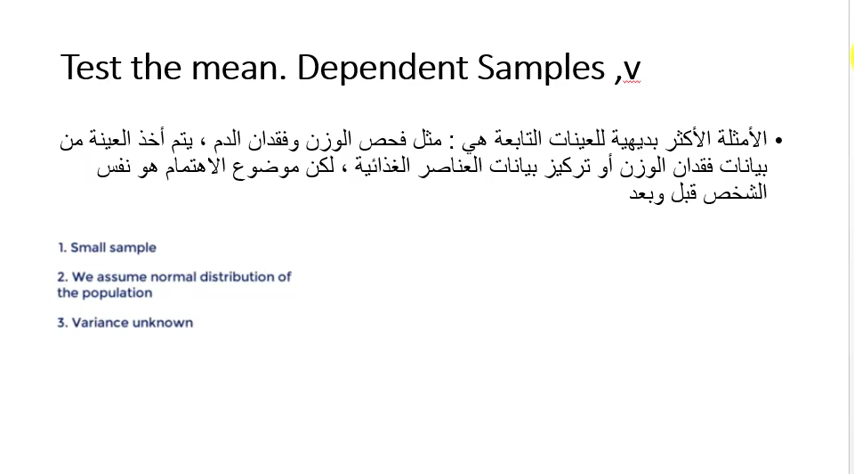 Test the mean. Dependent Samples ,v
• الأمثلة الأكثر بديهية للعينات التابعة هي : مثل فحص الوزن وفقدان الدم ، يتم أخذ العينة من
بيانات فقدان الوزن أو تركيز بيانات العناصر الغذائية ، لكن موضوع الاهتمام هو نفس
الشخص قبل وبعد
1. Small sample
2. We assume normal distribution of
the population
3. Variance unknown